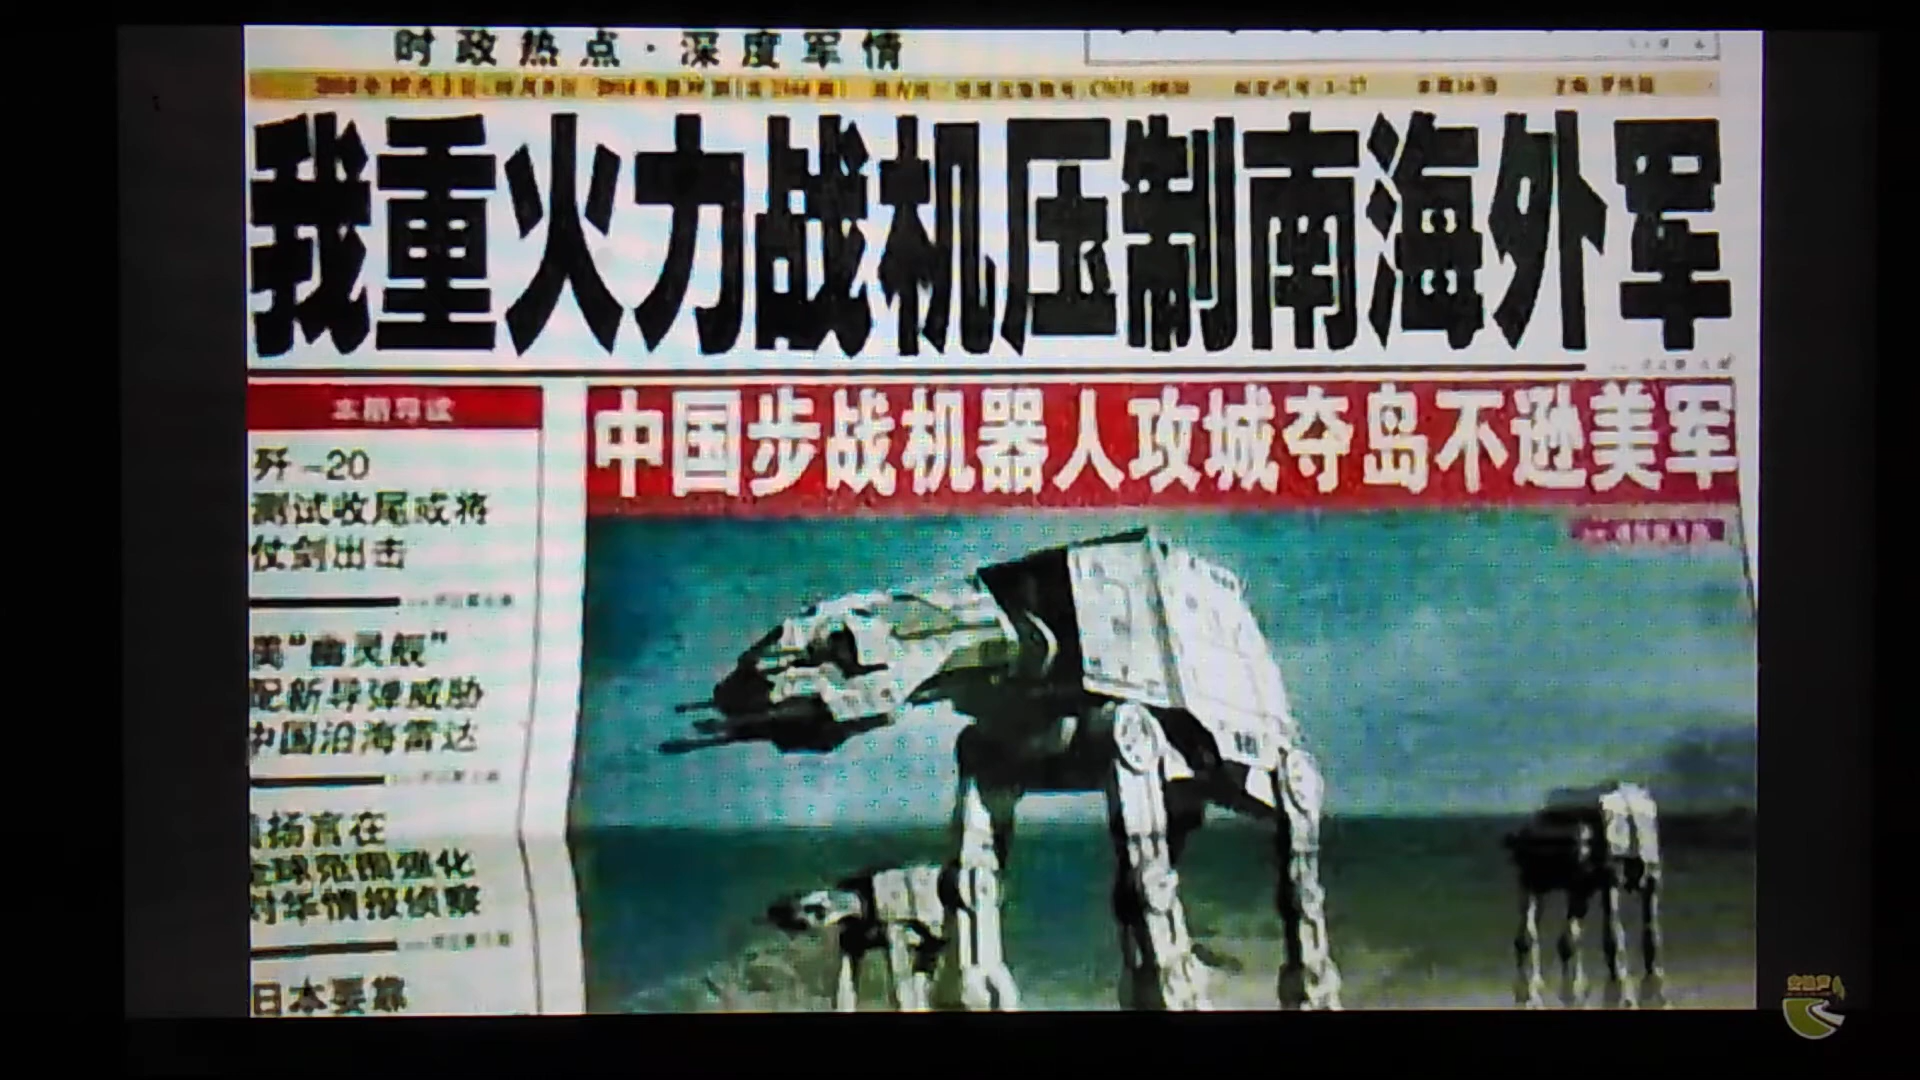 时政热点·深度军情
我重火力战机压制南海外军
本期导读
中国步战机器人攻城夺岛不逊美军
歼-20
测试收尾或将
仗剑出击
美“幽灵舰”
配新导弹威胁
中国沿海雷达
扬言在
全球范围强化
对华情报侦察
日本要靠